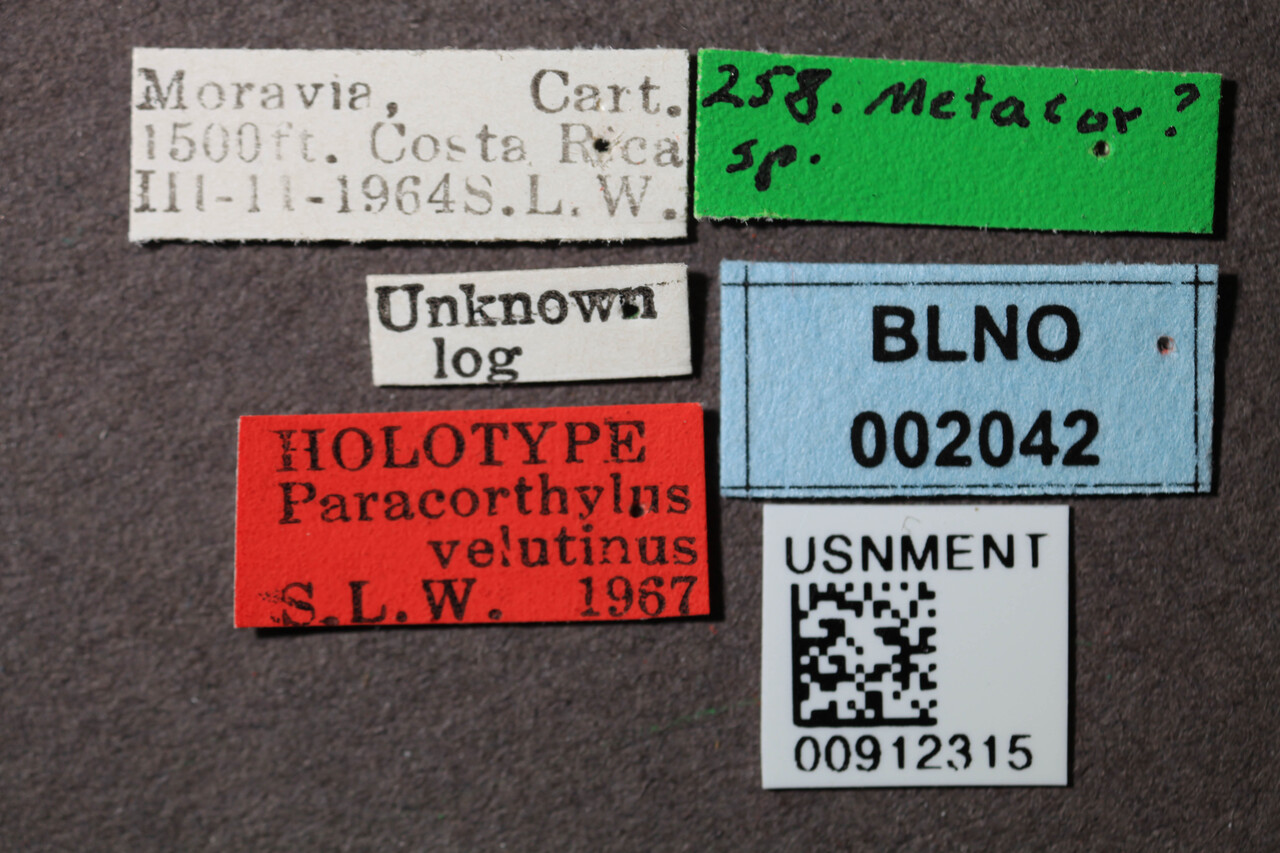 Moravia, Cart.
1500ft. Costa Rica
III-11-1964 S.L.W.
258. Metacor?
sp.
Unknown
log
BLNO
002042
HOLOTYPE
Paracorthylus
velutinus
S.L.W. 1967
USNMENT
00912315